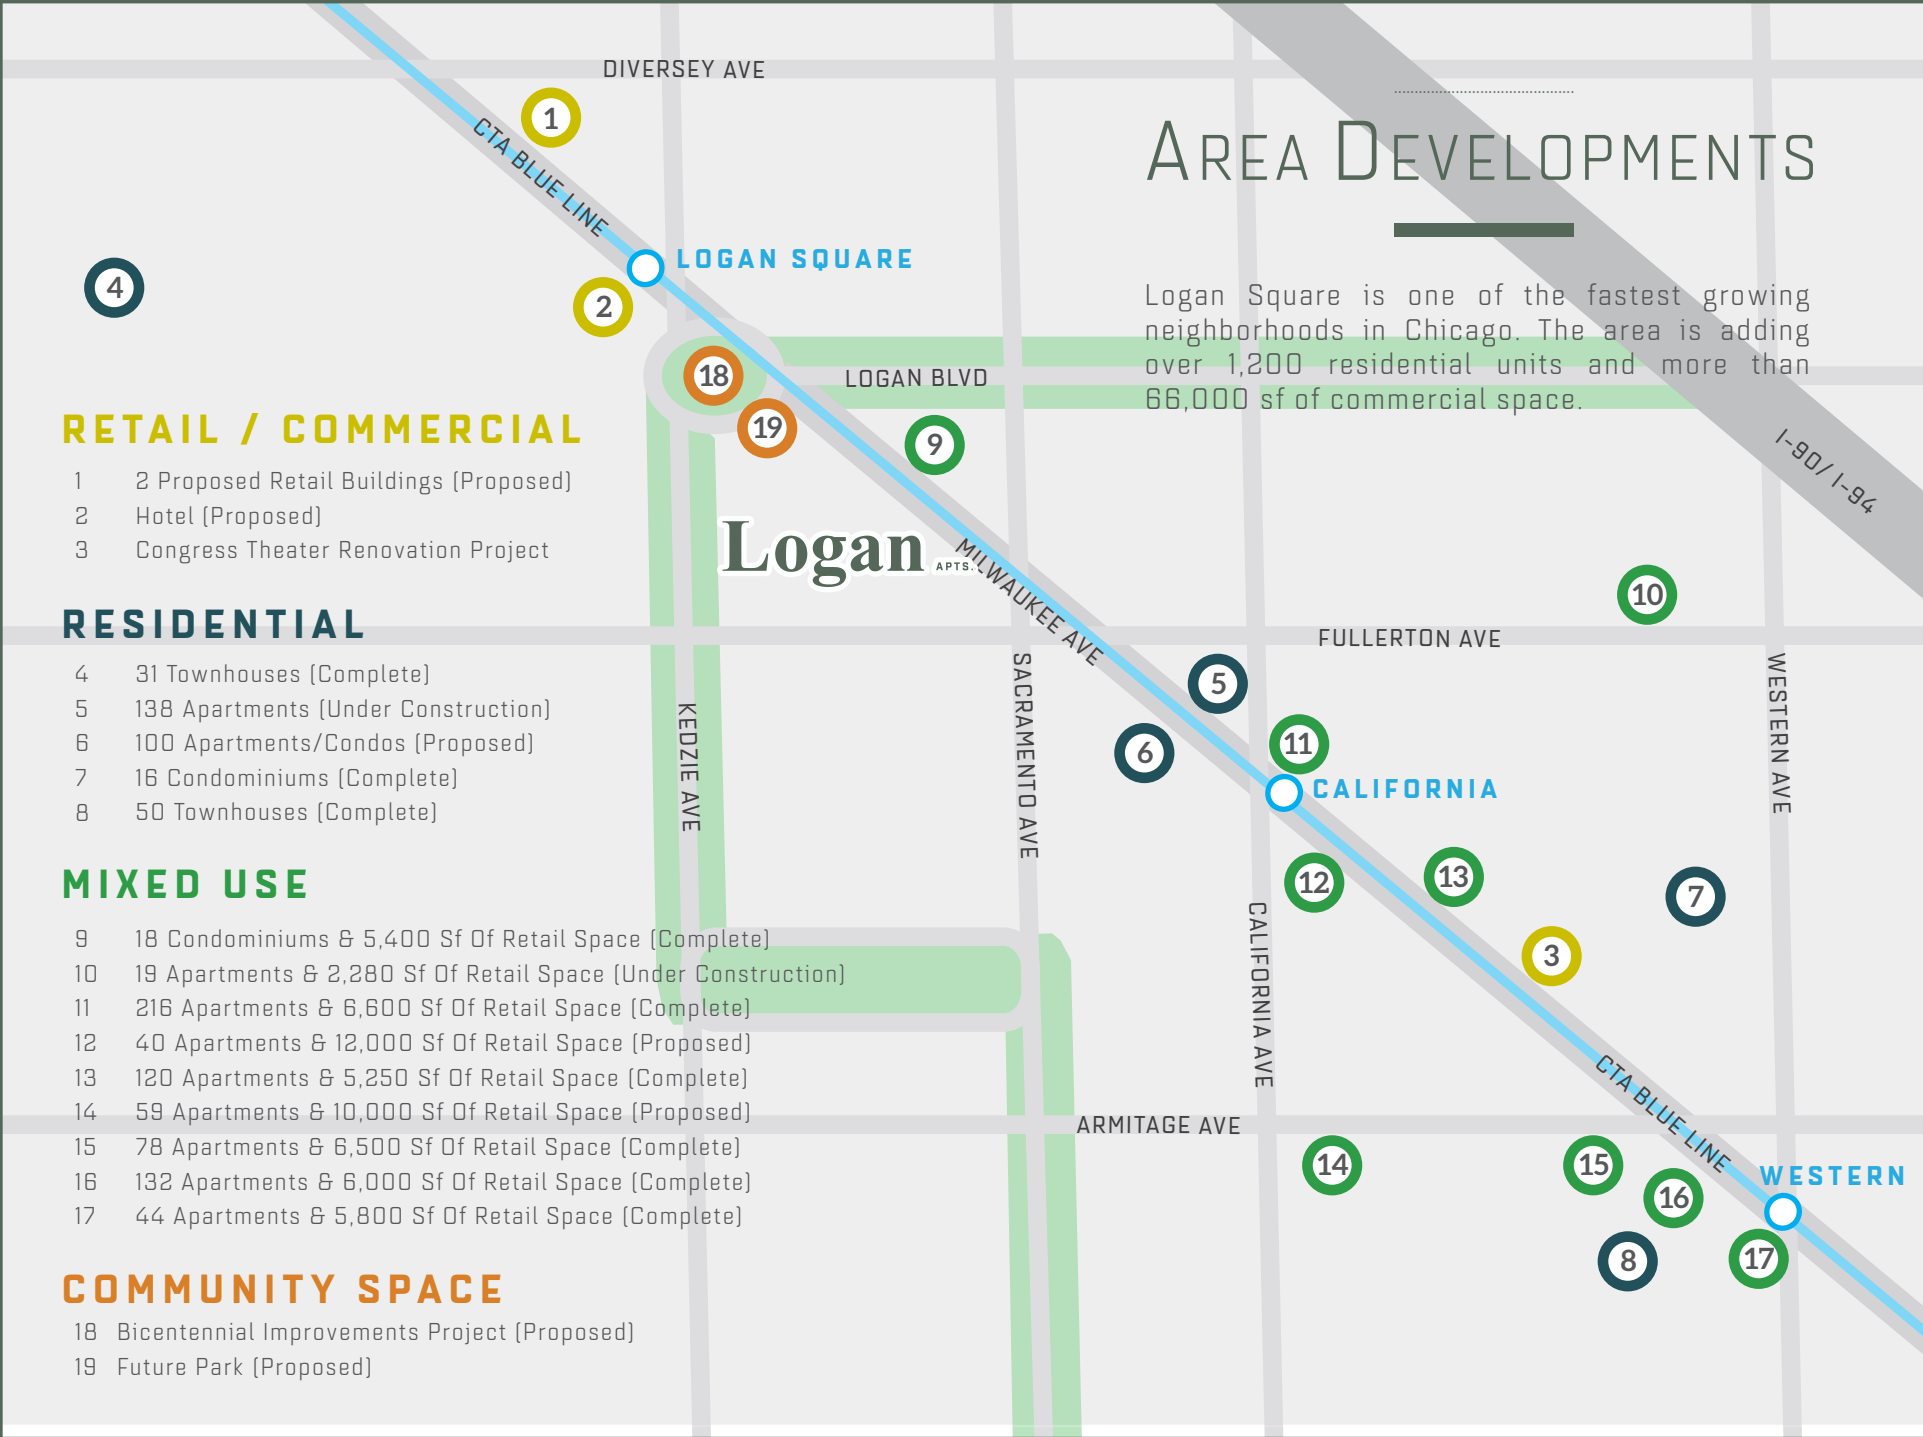 DIVERSEY AVE
1
CTA BLUE LINE
AREA DEVELOPMENTS
LOGAN SQUARE
4
2
Logan Square is one of the fastest growing
neighborhoods in Chicago. The area is adding
over 1,200 residential units and more than
66,000 sf of commercial space.
18
LOGAN BLVD
19
9
I-90/ I-94
RETAIL / COMMERCIAL
1 2 Proposed Retail Buildings (Proposed)
2 Hotel (Proposed)
3 Congress Theater Renovation Project
Logan APTS.
MILWAUKEE AVE
10
RESIDENTIAL
4 31 Townhouses (Complete)
5 138 Apartments (Under Construction)
6 100 Apartments/Condos (Proposed)
7 16 Condominiums (Complete)
8 50 Townhouses (Complete)
FULLERTON AVE
KEDZIE AVE
SACRAMENTO AVE
WESTERN AVE
5
6
11
CALIFORNIA
12
13
7
3
CALIFORNIA AVE
MIXED USE
9 18 Condominiums & 5,400 Sf Of Retail Space (Complete)
10 19 Apartments & 2,280 Sf Of Retail Space (Under Construction)
11 216 Apartments & 6,600 Sf Of Retail Space (Complete)
12 40 Apartments & 12,000 Sf Of Retail Space (Proposed)
13 120 Apartments & 5,250 Sf Of Retail Space (Complete)
14 59 Apartments & 10,000 Sf Of Retail Space (Proposed)
15 78 Apartments & 6,500 Sf Of Retail Space (Complete)
16 132 Apartments & 6,000 Sf Of Retail Space (Complete)
17 44 Apartments & 5,800 Sf Of Retail Space (Complete)
CTA BLUE LINE
ARMITAGE AVE
14
15
WESTERN
16
8
17
COMMUNITY SPACE
18 Bicentennial Improvements Project (Proposed)
19 Future Park (Proposed)